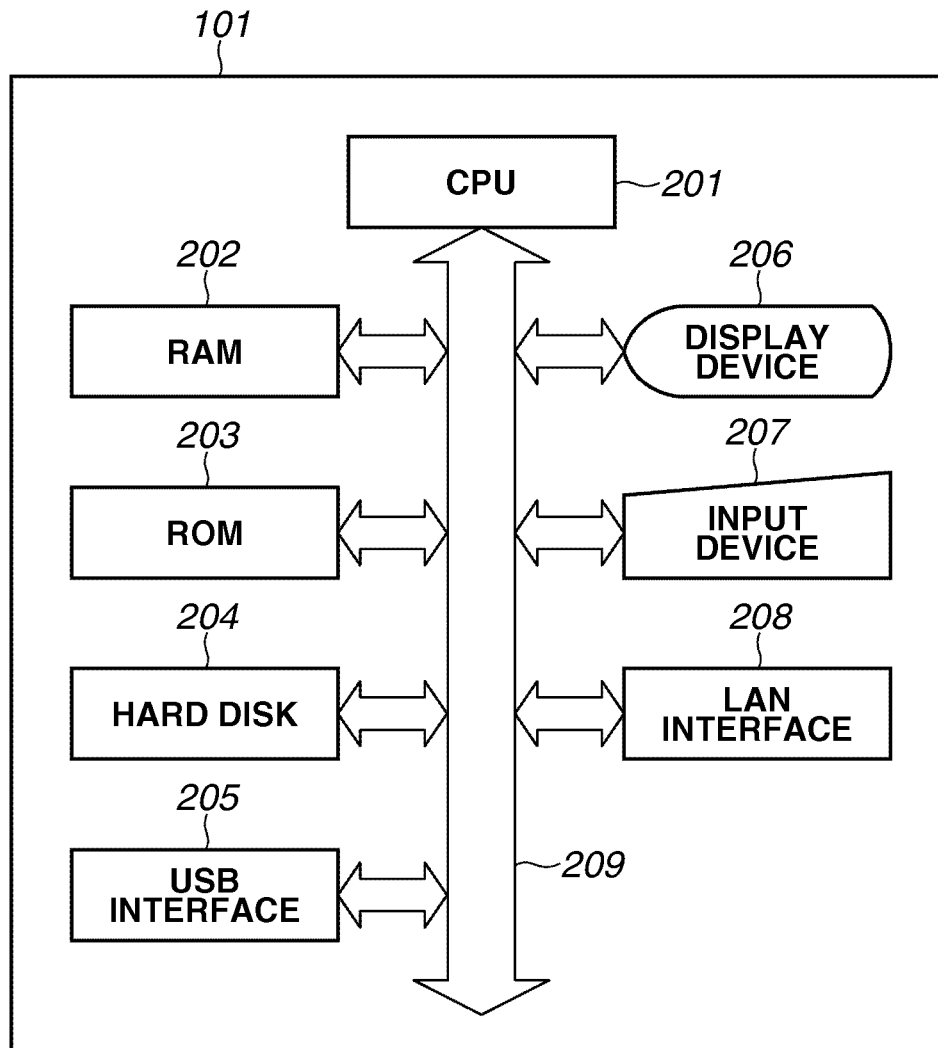 101
CPU
201
202
RAM
206
DISPLAY
DEVICE
203
ROM
207
INPUT
DEVICE
204
HARD DISK
208
LAN
INTERFACE
205
USB
INTERFACE
209